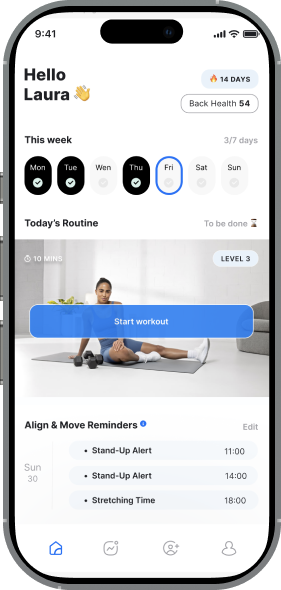 9:41
Hello
Laura 👋
🔥 14 DAYS
Back Health 54
This week
3/7 days
Mon Tue Wen Thu Fri Sat Sun
Today's Routine
To be done ⌛
10 MINS
LEVEL 3
Start workout
Align & Move Reminders
Edit
Sun
30
• Stand-Up Alert 11:00
• Stand-Up Alert 14:00
• Stretching Time 18:00